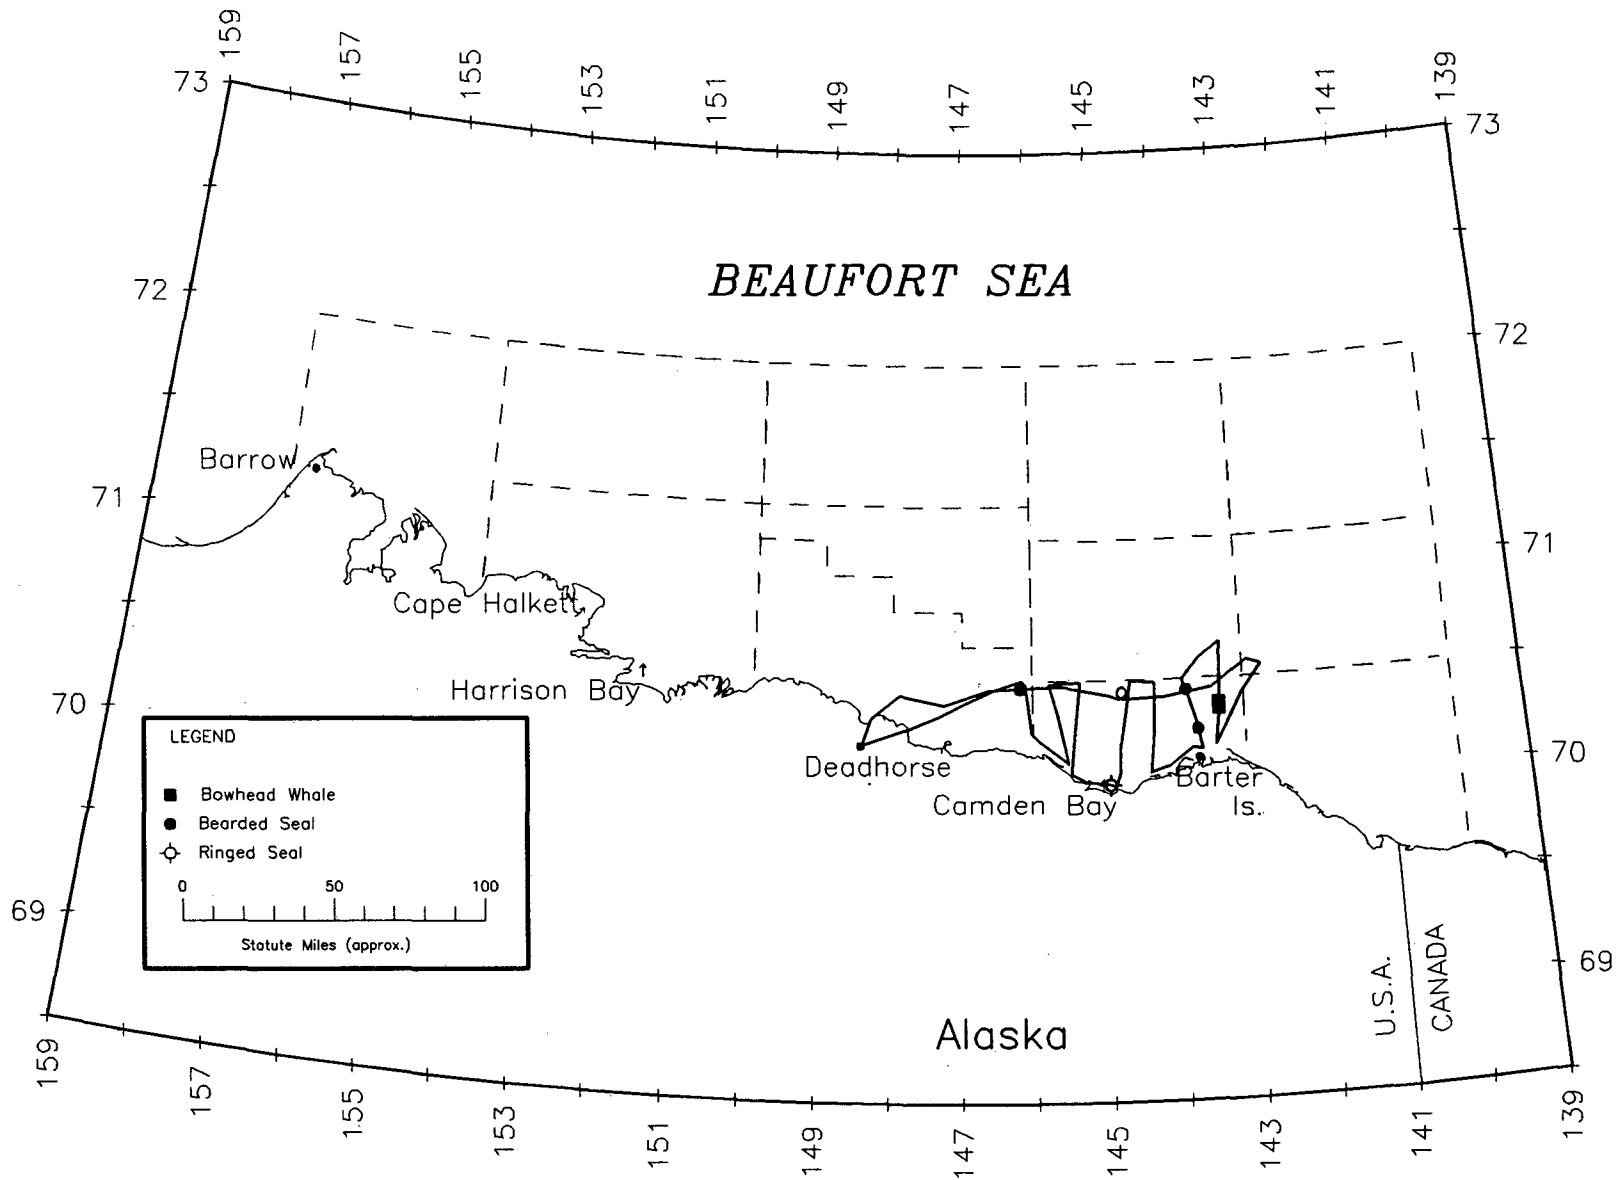 159
157
155
153
151
149
147
145
143
141
139
73
73
BEAUFORT SEA
72
72
Barrow
71
71
Cape Halkett
Harrison Bay
70
70
Deadhorse
Camden Bay
Barter
Is.
LEGEND
Bowhead Whale
Bearded Seal
Ringed Seal
0 50 100
Statute Miles (approx.)
69
69
U.S.A.
CANADA
Alaska
159
157
155
153
151
149
147
145
143
141
139